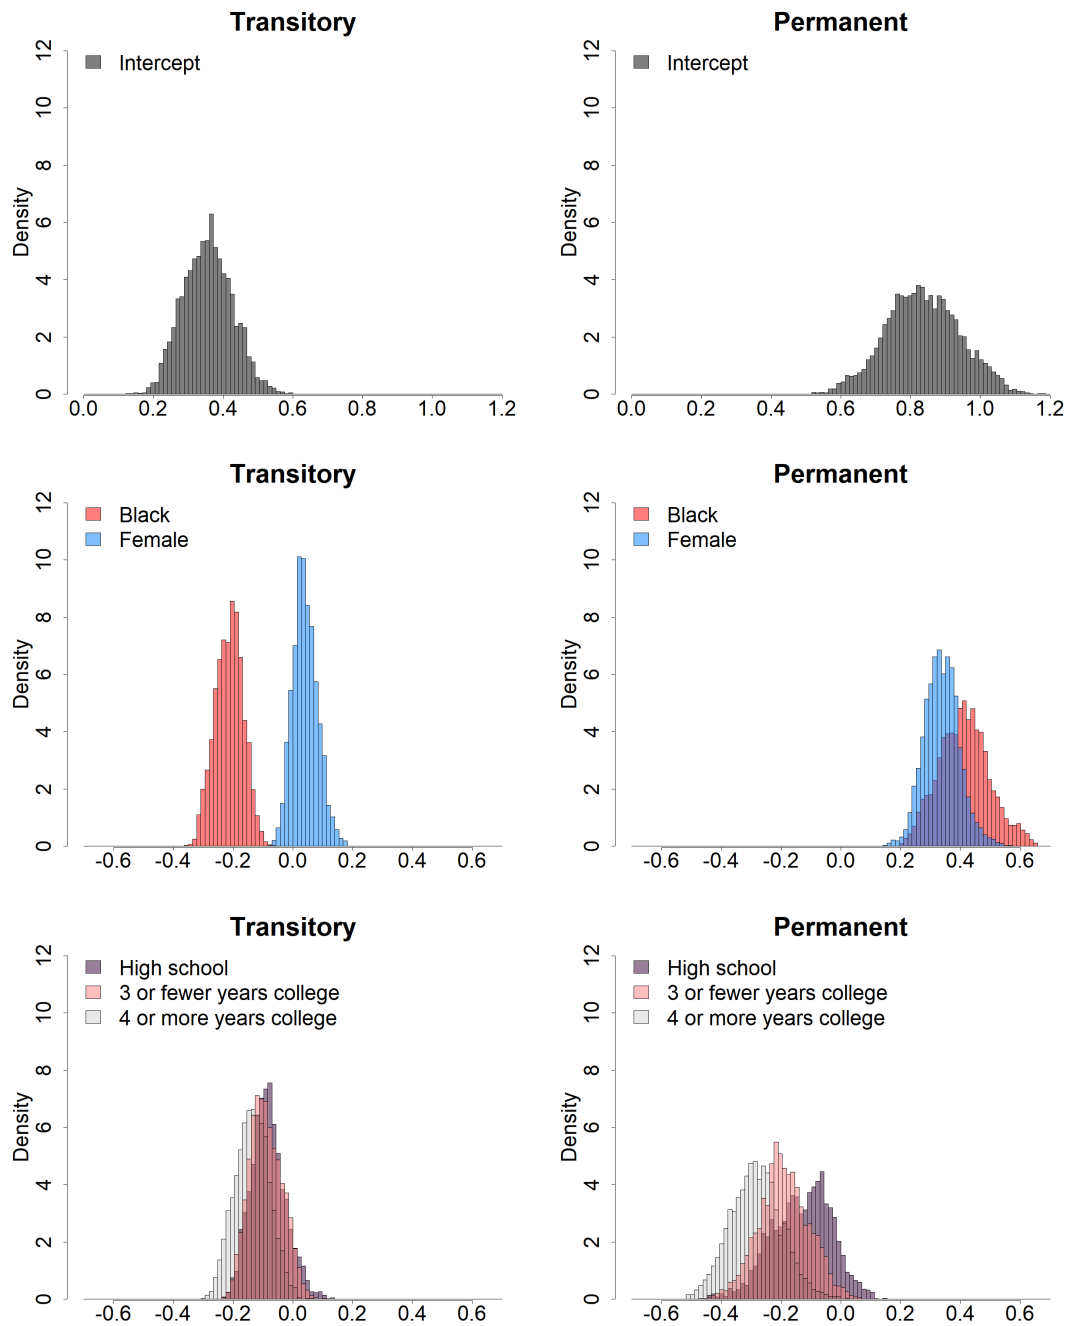 Transitory
Permanent
12
10
8
6
4
2
0
Density
Intercept
0.0 0.2 0.4 0.6 0.8 1.0 1.2
12
10
8
6
4
2
0
Density
Intercept
0.0 0.2 0.4 0.6 0.8 1.0 1.2
Transitory
Permanent
12
10
8
6
4
2
0
Density
Black
Female
-0.6 -0.4 -0.2 0.0 0.2 0.4 0.6
12
10
8
6
4
2
0
Density
Black
Female
-0.6 -0.4 -0.2 0.0 0.2 0.4 0.6
Transitory
Permanent
12
10
8
6
4
2
0
Density
High school
3 or fewer years college
4 or more years college
-0.6 -0.4 -0.2 0.0 0.2 0.4 0.6
12
10
8
6
4
2
0
Density
High school
3 or fewer years college
4 or more years college
-0.6 -0.4 -0.2 0.0 0.2 0.4 0.6